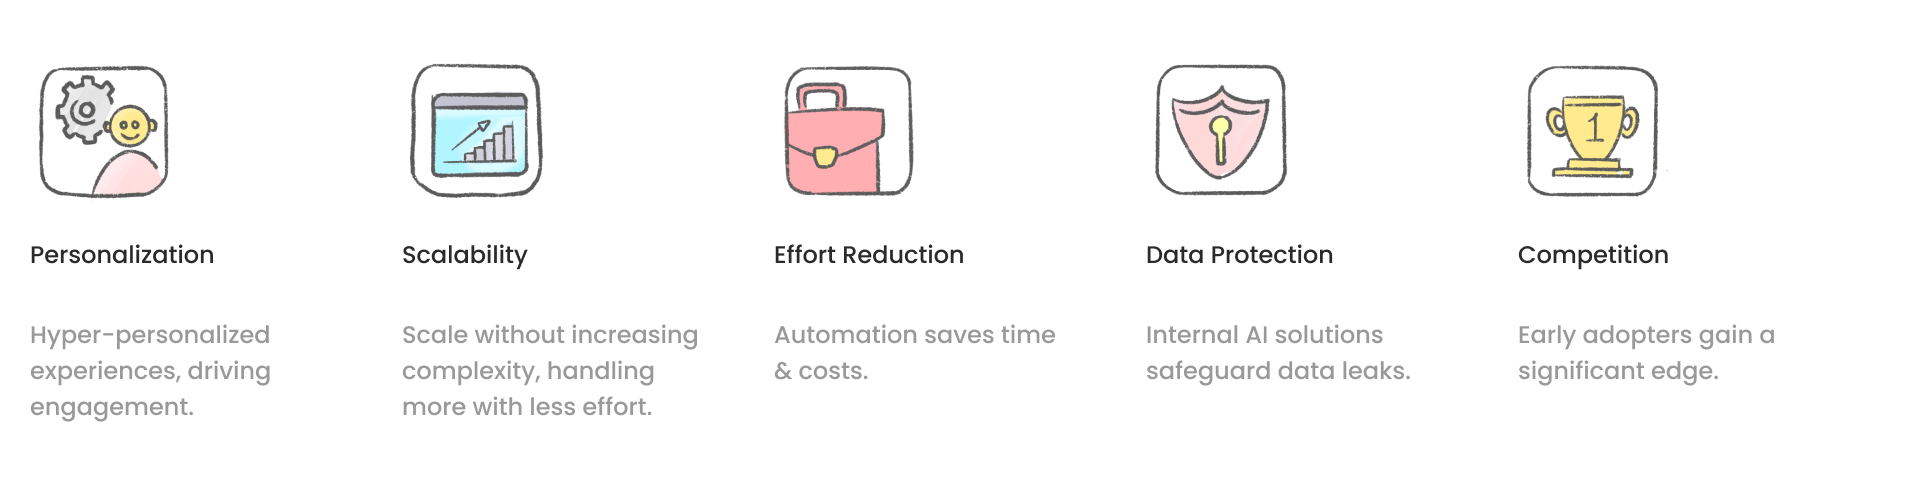 1
Personalization
Hyper-personalized
experiences, driving
engagement.
Scalability
Scale without increasing
complexity, handling
more with less effort.
Effort Reduction
Automation saves time
& costs.
Data Protection
Internal AI solutions
safeguard data leaks.
Competition
Early adopters gain a
significant edge.